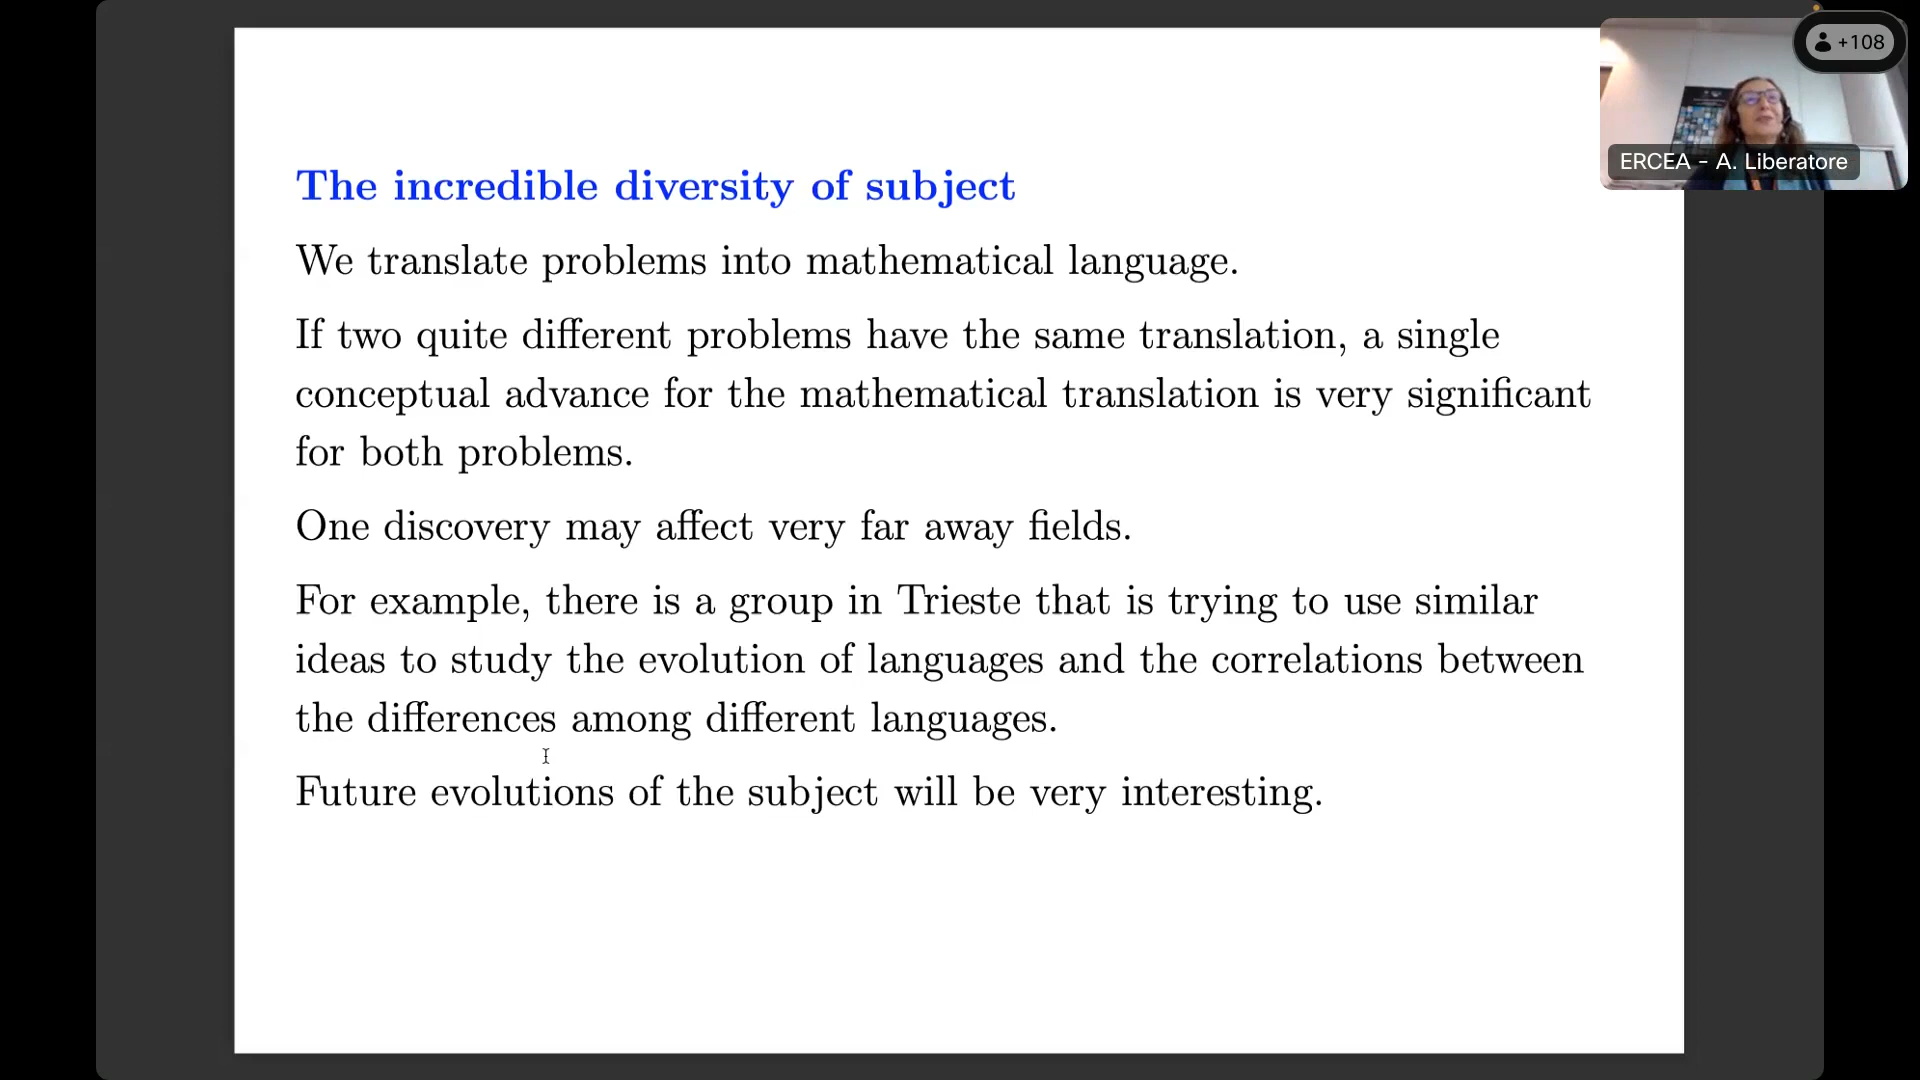 +108
ERCEA - A. Liberatore
The incredible diversity of subject
We translate problems into mathematical language.
If two quite different problems have the same translation, a single
conceptual advance for the mathematical translation is very significant
for both problems.
One discovery may affect very far away fields.
For example, there is a group in Trieste that is trying to use similar
ideas to study the evolution of languages and the correlations between
the differences among different languages.
Future evolutions of the subject will be very interesting.